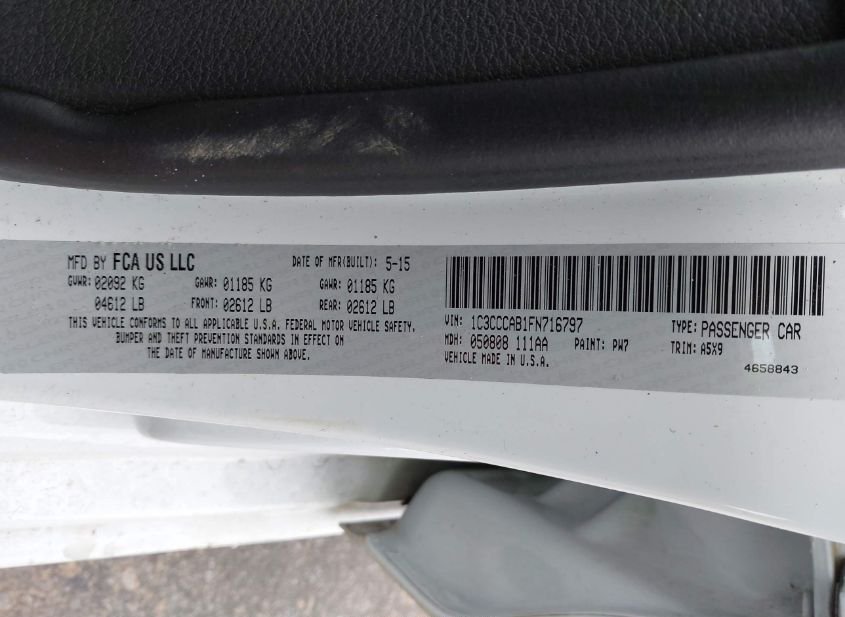 MFD BY FCA US LLC DATE OF MFR(BUILT): 5-15
GVWR: 02092 KG GAWR: 01185 KG GAWR: 01185 KG
04612 LB FRONT: 02612 LB REAR: 02612 LB
THIS VEHICLE CONFORMS TO ALL APPLICABLE U.S.A. FEDERAL MOTOR VEHICLE SAFETY,
BUMPER AND THEFT PREVENTION STANDARDS IN EFFECT ON
THE DATE OF MANUFACTURE SHOWN ABOVE.
VIN: 1C3CCCAB1FN716797 TYPE: PASSENGER CAR
MDH: 050808 111AA PAINT: PW7 TRIM: A5X9
VEHICLE MADE IN U.S.A.
4658843